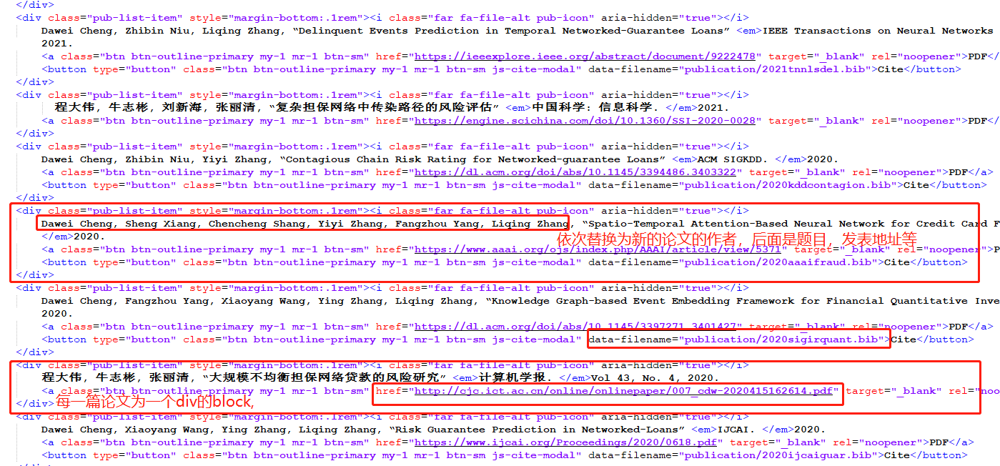 </div>
<div class="pub-list-item" style="margin-bottom:.1rem"><i class="far fa-file-alt pub-icon" aria-hidden="true"></i>
Dawei Cheng, Zhibin Niu, Liqing Zhang, “Delinquent Events Prediction in Temporal Networked-Guarantee Loans” <em>IEEE Transactions on Neural Networks
2021.
<a class="btn btn-outline-primary my-1 mr-1 btn-sm" href="https://ieeexplore.ieee.org/abstract/document/9222478" target="_blank" rel="noopener">PDF</
<button type="button" class="btn btn-outline-primary my-1 mr-1 btn-sm js-cite-modal" data-filename="publication/2021tnnlsdel.bib">Cite</button>
</div>
<div class="pub-list-item" style="margin-bottom:.1rem"><i class="far fa-file-alt pub-icon" aria-hidden="true"></i>
程大伟, 牛志彬, 刘新海, 张丽清, “复杂担保网络中传染路径的风险评估” <em>中国科学: 信息科学. </em>2021.
<a class="btn btn-outline-primary my-1 mr-1 btn-sm" href="https://engine.scichina.com/doi/10.1360/SSI-2020-0028" target="_blank" rel="noopener">PDF</
</div>
<div class="pub-list-item" style="margin-bottom:.1rem"><i class="far fa-file-alt pub-icon" aria-hidden="true"></i>
Dawei Cheng, Zhibin Niu, Yiyi Zhang, “Contagious Chain Risk Rating for Networked-guarantee Loans” <em>ACM SIGKDD. </em>2020.
<a class="btn btn-outline-primary my-1 mr-1 btn-sm" href="https://dl.acm.org/doi/abs/10.1145/3394486.3403322" target="_blank" rel="noopener">PDF</a>
<button type="button" class="btn btn-outline-primary my-1 mr-1 btn-sm js-cite-modal" data-filename="publication/2020kddcontagion.bib">Cite</button>
</div>
<div class="pub-list-item" style="margin-bottom:.1rem"><i class="far fa-file-alt pub-icon" aria-hidden="true"></i>
Dawei Cheng, Sheng Xiang, Chencheng Shang, Yiyi Zhang, Fangzhou Yang, Liqing Zhang, “Spatio-Temporal Attention-Based Neural Network for Credit Card F
</em>2020.
依次替换为新的论文的作者，后面是题目，发表地址等
<a class="btn btn-outline-primary my-1 mr-1 btn-sm" href="https://www.aaai.org/ojs/index.php/AAAI/article/view/5371" target="_blank" rel="noopener">P
<button type="button" class="btn btn-outline-primary my-1 mr-1 btn-sm js-cite-modal" data-filename="publication/2020aaaifraud.bib">Cite</button>
</div>
<div class="pub-list-item" style="margin-bottom:.1rem"><i class="far fa-file-alt pub-icon" aria-hidden="true"></i>
Dawei Cheng, Fangzhou Yang, Xiaoyang Wang, Ying Zhang, Liqing Zhang, “Knowledge Graph-based Event Embedding Framework for Financial Quantitative Inve
2020.
<a class="btn btn-outline-primary my-1 mr-1 btn-sm" href="https://dl.acm.org/doi/abs/10.1145/3397271.3401427" target="_blank" rel="noopener">PDF</a>
<button type="button" class="btn btn-outline-primary my-1 mr-1 btn-sm js-cite-modal" data-filename="publication/2020sigirquant.bib">Cite</button>
</div>
<div class="pub-list-item" style="margin-bottom:.1rem"><i class="far fa-file-alt pub-icon" aria-hidden="true"></i>
程大伟, 牛志彬, 张丽清, “大规模不均衡担保网络贷款的风险研究” <em>计算机学报. </em>Vol 43, No. 4, 2020.
<a class="btn btn-outline-primary my-1 mr-1 btn-sm" href="http://cjc.ict.ac.cn/online/onlinepaper/007_cdw-2020415162614.pdf" target="_blank" rel="noo
</div>每一篇论文为一个div的block,
<div class="pub-list-item" style="margin-bottom:.1rem"><i class="far fa-file-alt pub-icon" aria-hidden="true"></i>
Dawei Cheng, Xiaoyang Wang, Ying Zhang, Liqing Zhang, “Risk Guarantee Prediction in Networked-Loans” <em>IJCAI. </em>2020.
<a class="btn btn-outline-primary my-1 mr-1 btn-sm" href="https://www.ijcai.org/Proceedings/2020/0618.pdf" target="_blank" rel="noopener">PDF</a>
<button type="button" class="btn btn-outline-primary my-1 mr-1 btn-sm js-cite-modal" data-filename="publication/2020ijcaiguar.bib">Cite</button>